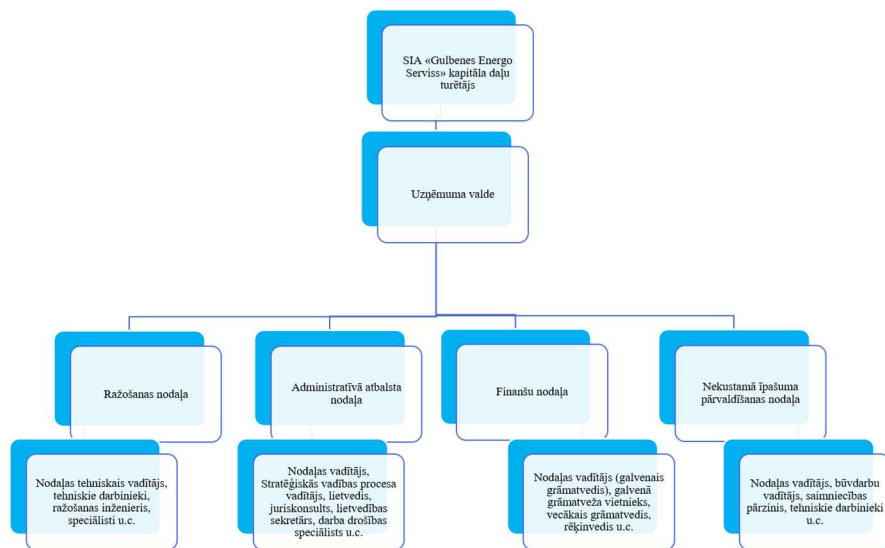 SIA «Gulbenes Energo
Serviss» kapitāla daļu
turētājs
Uzņēmuma valde
Ražošanas nodaļa
Administratīvā atbalsta
nodaļa
Finanšu nodaļa
Nekustamā īpašuma
pārvaldīšanas nodaļa
Nodaļas tehniskais vadītājs,
tehniskie darbinieki,
ražošanas inženieris,
speciālisti u.c.
Nodaļas vadītājs,
Stratēģiskās vadības procesa
vadītājs, lietvedis,
juriskonsults, lietvedības
sekretārs, darba drošības
speciālists u.c.
Nodaļas vadītājs (galvenais
grāmatvedis), galvenā
grāmatveža vietnieks,
vecākais grāmatvedis,
rēķinvedis u.c.
Nodaļas vadītājs, būvdarbu
vadītājs, saimniecības
pārzinis, tehniskie darbinieki
u.c.